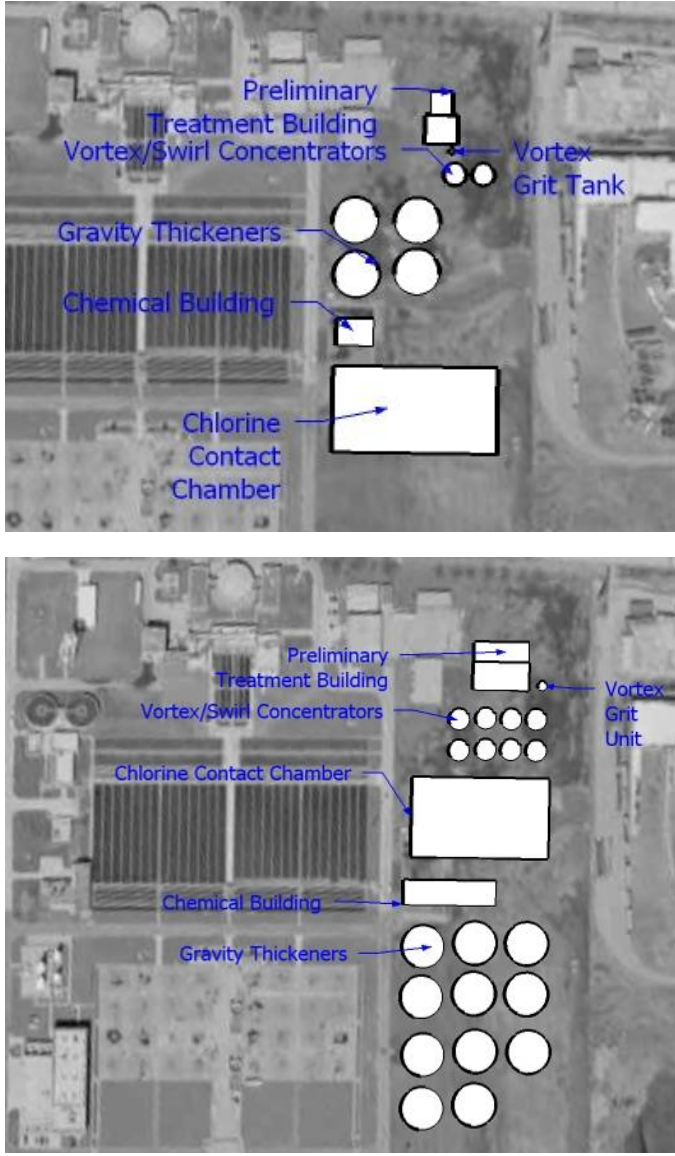 Preliminary
Treatment Building
Vortex/Swirl Concentrators
Vortex
Grit Tank
Gravity Thickeners
Chemical Building
Chlorine
Contact
Chamber
Preliminary
Treatment Building
Vortex
Grit
Unit
Vortex/Swirl Concentrators
Chlorine Contact Chamber
Chemical Building
Gravity Thickeners